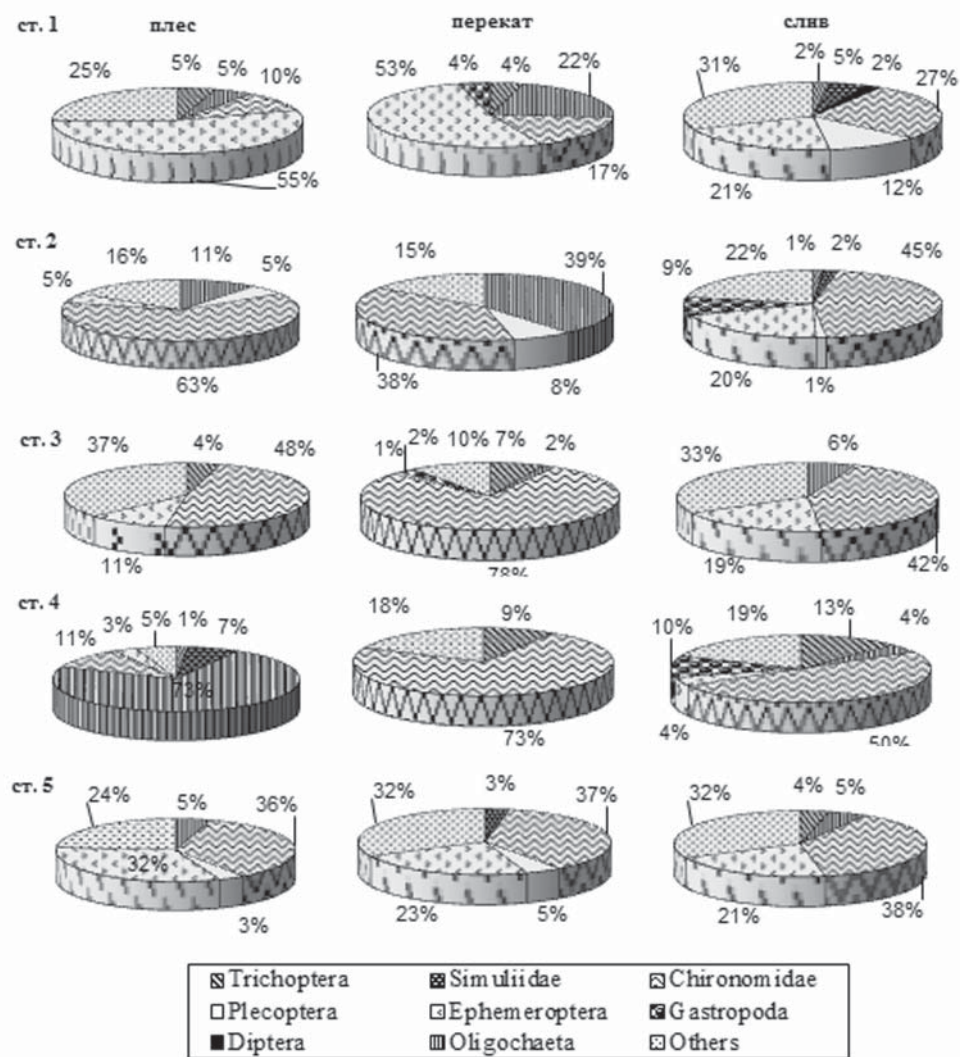 ст. 1 плес перекат слив
25% 5% 5% 10% 53% 4% 4% 22% 31% 2% 5% 2% 27%
55% 17% 21% 12%
ст. 2
5% 16% 11% 5% 15% 39% 9% 22% 1% 2% 45%
63% 38% 8% 20% 1%
ст. 3
37% 4% 48% 1% 2% 10% 7% 2% 33% 6%
11% 78% 19% 42%
ст. 4
11% 3% 5% 1% 7% 18% 9% 10% 19% 13% 4%
73%
73% 4% 50%
ст. 5
24% 5% 36% 32% 3% 37% 32% 4% 5%
32%
3% 23% 5% 21% 38%
Trichoptera Simuliidae Chironomidae
Plecoptera Ephemeroptera Gastropoda
Diptera Oligochaeta Others